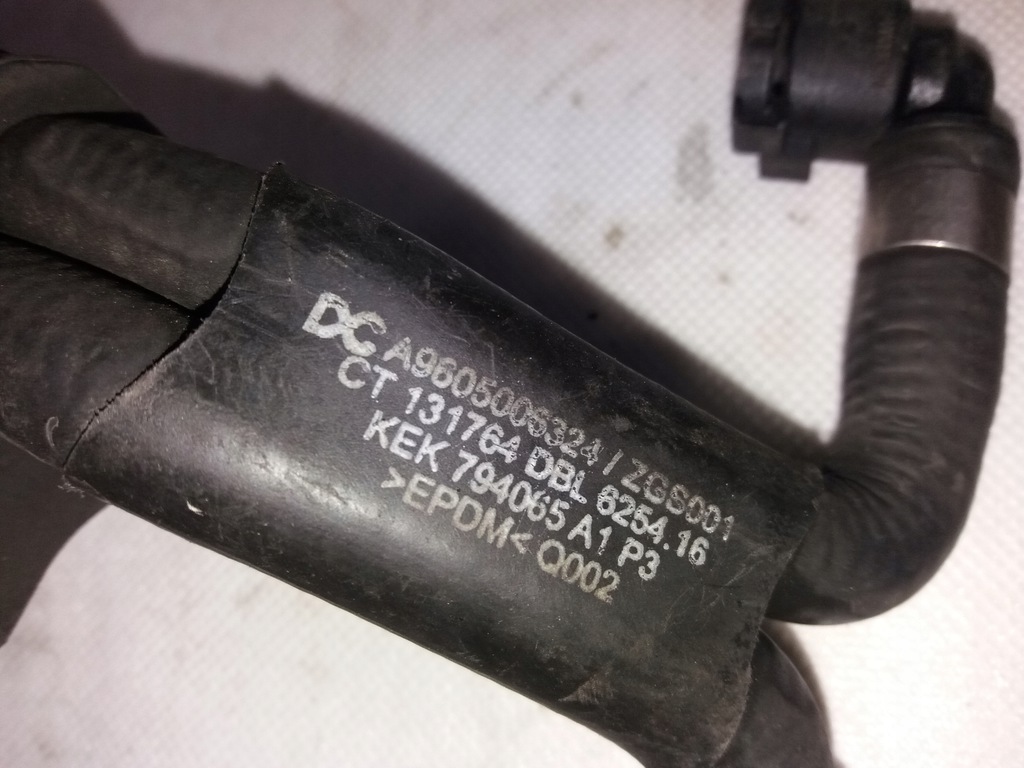 DC A9605006324 / ZGS001
CT 131764 DBL 6254.16
KEK 794065 A1 P3
>EPDM< Q002